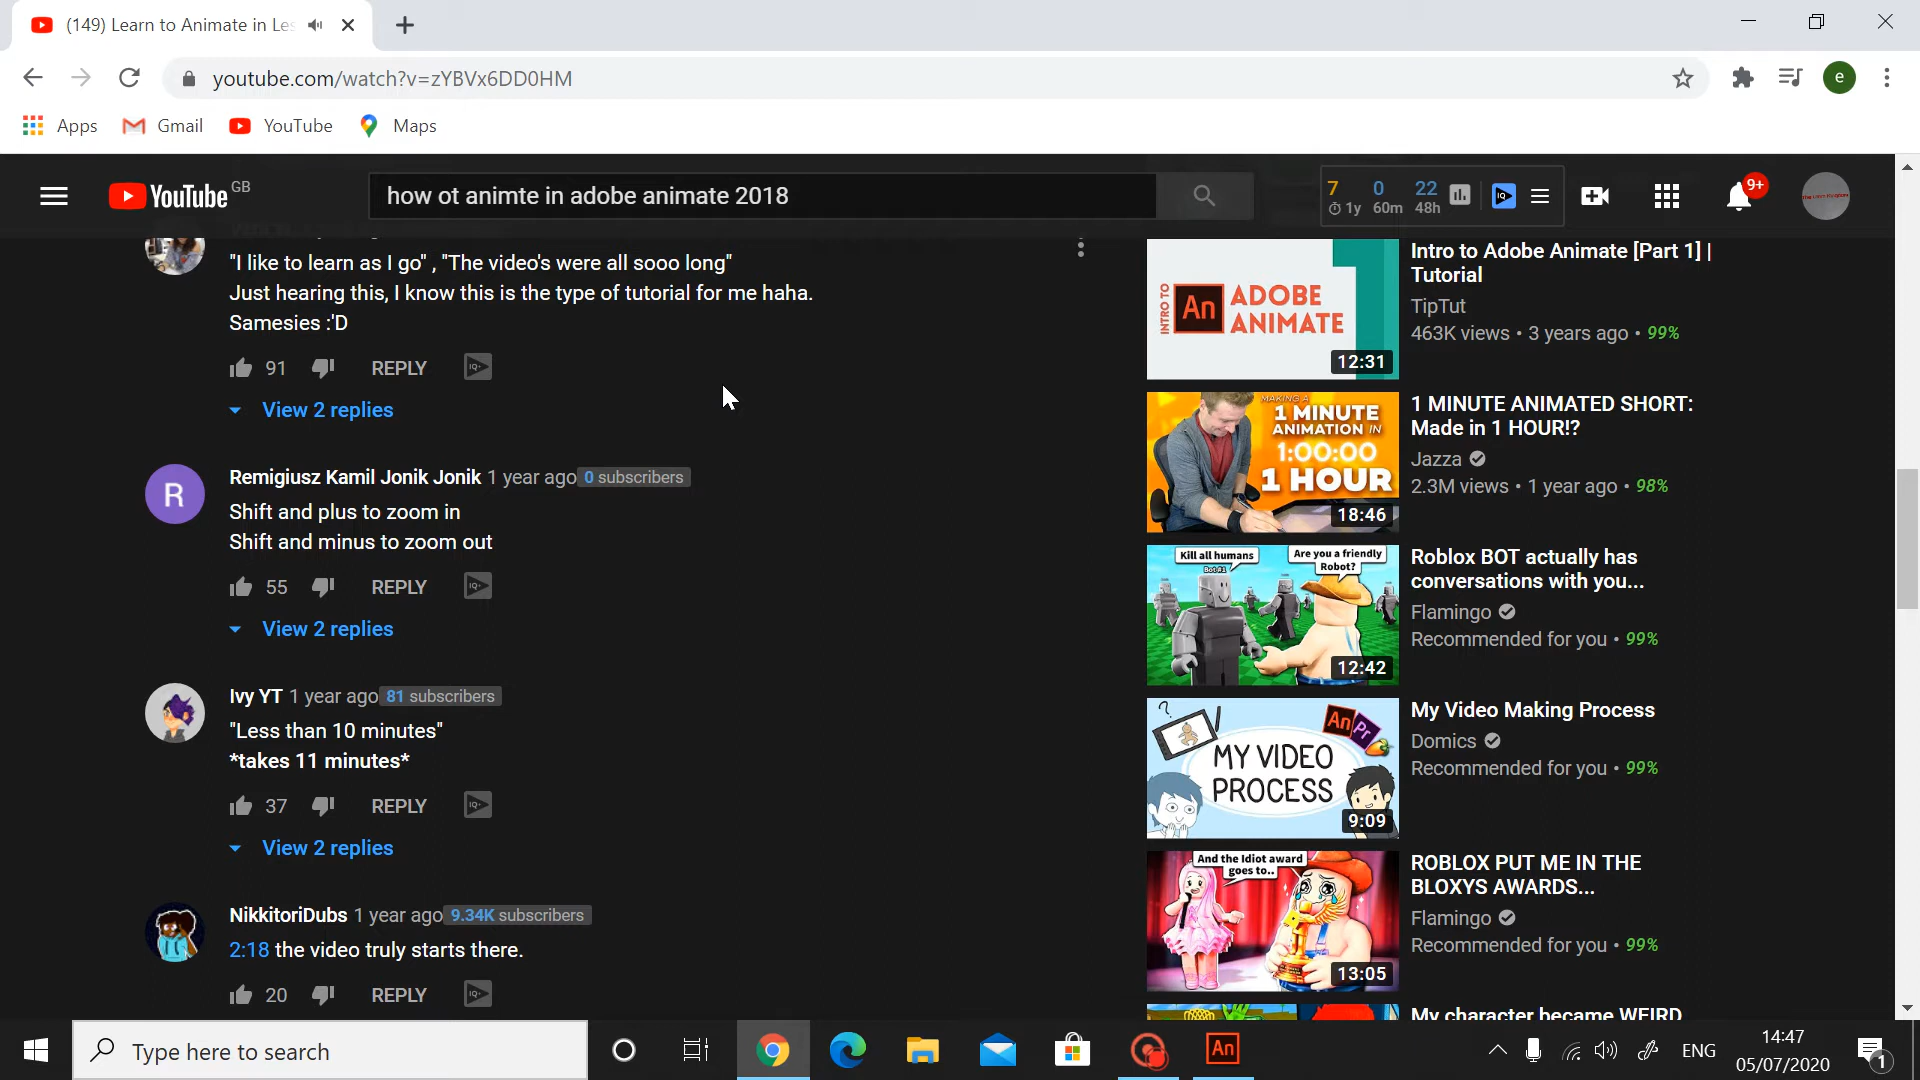 (149) Learn to Animate in Les
youtube.com/watch?v=zYBVx6DD0HM
e
Apps
Gmail
YouTube
Maps
YouTube GB
how ot animte in adobe animate 2018
7 0 22
1y 60m 48h
IQ
9+
"I like to learn as I go" , "The video's were all sooo long"
Just hearing this, I know this is the type of tutorial for me haha.
Samesies :'D
91 REPLY IQ+
View 2 replies
R
Remigiusz Kamil Jonik Jonik 1 year ago 0 subscribers
Shift and plus to zoom in
Shift and minus to zoom out
55 REPLY IQ+
View 2 replies
Ivy YT 1 year ago 81 subscribers
"Less than 10 minutes"
*takes 11 minutes*
37 REPLY IQ+
View 2 replies
NikkitoriDubs 1 year ago 9.34K subscribers
2:18 the video truly starts there.
20 REPLY IQ+
INTRO TO
An
ADOBE
ANIMATE
12:31
Intro to Adobe Animate [Part 1] |
Tutorial
TipTut
463K views • 3 years ago • 99%
MAKING A
1 MINUTE
ANIMATION IN
1:00:00
1 HOUR
18:46
1 MINUTE ANIMATED SHORT:
Made in 1 HOUR!?
Jazza
2.3M views • 1 year ago • 98%
Kill all humans
Bot#1
Are you a friendly
Robot?
12:42
Roblox BOT actually has
conversations with you...
Flamingo
Recommended for you • 99%
?
An
Pr
MY VIDEO
PROCESS
9:09
My Video Making Process
Domics
Recommended for you • 99%
And the Idiot award
goes to..
13:05
ROBLOX PUT ME IN THE
BLOXYS AWARDS...
Flamingo
Recommended for you • 99%
My character became WEIRD
Type here to search
An
ENG
14:47
05/07/2020
1